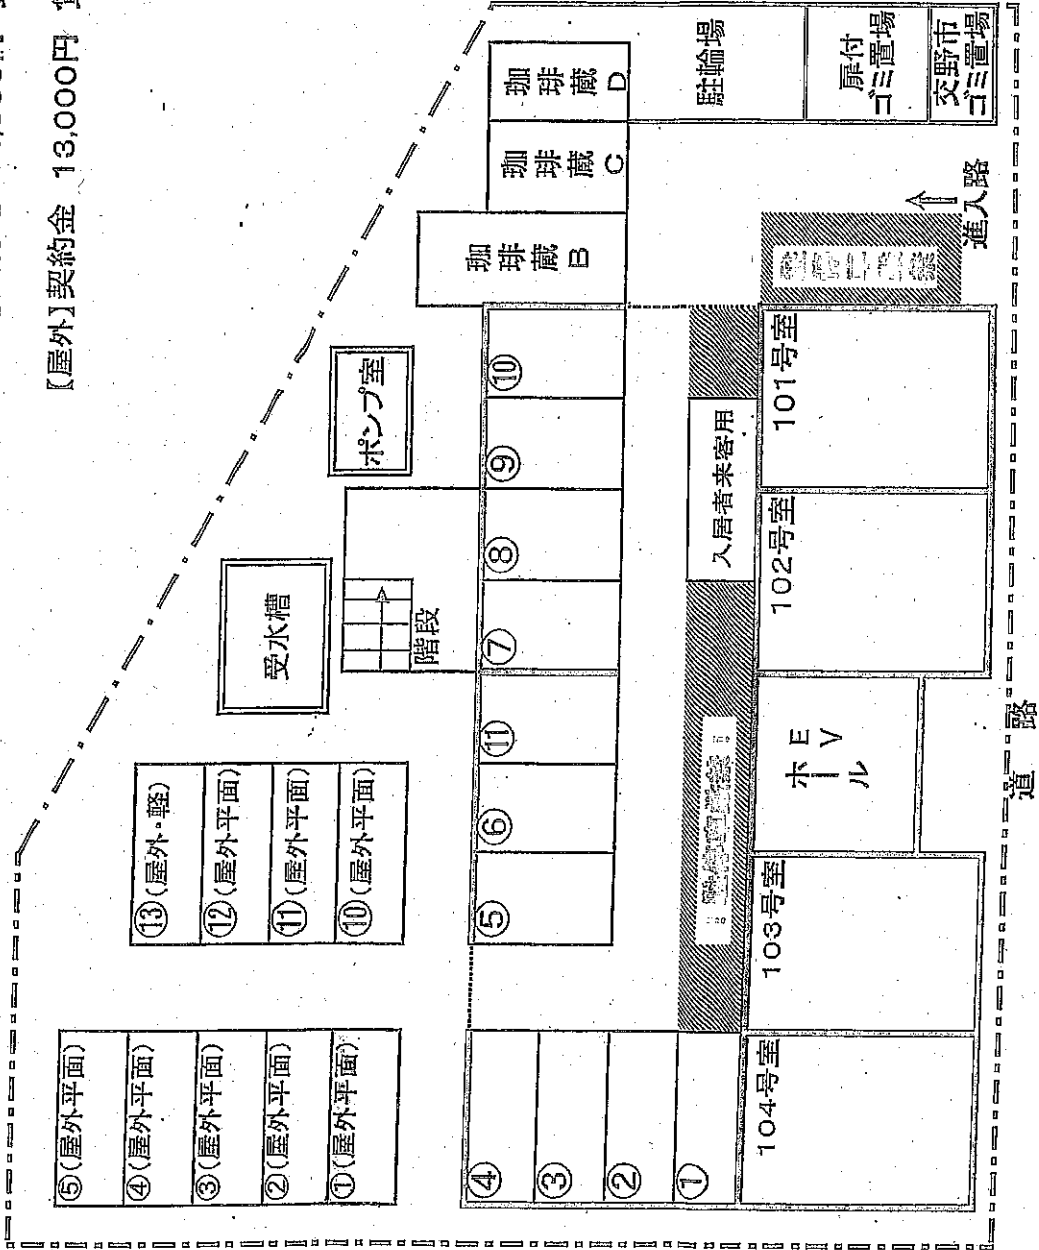 【屋外】契約金 13,000円
⑤(屋外平面)
④(屋外平面)
③(屋外平面)
②(屋外平面)
①(屋外平面)
⑬(屋外・軽)
⑫(屋外平面)
⑪(屋外平面)
⑩(屋外平面)
受水槽
ポンプ室
階段
④
③
②
①
⑤
⑥
⑪
⑦
⑧
⑨
⑩
珈琲蔵B
珈琲蔵C
珈琲蔵D
駐輪場
扉付
ゴミ置場
交野市
ゴミ置場
入居者来客用
進入路
104号室
103号室
EV
ホール
102号室
101号室
道路